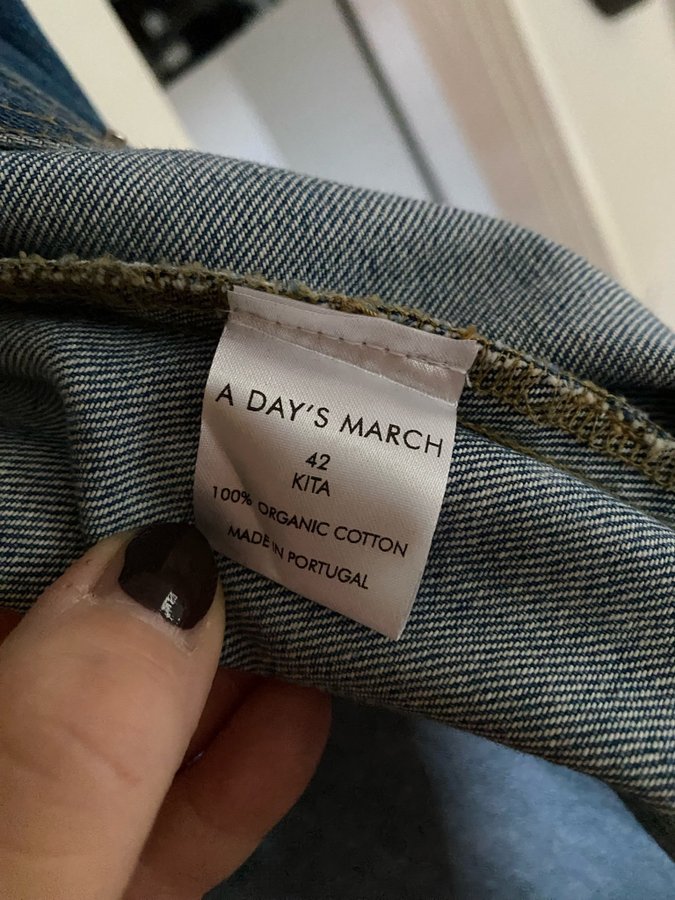 A DAY'S MARCH
42
KITA
100% ORGANIC COTTON
MADE IN PORTUGAL